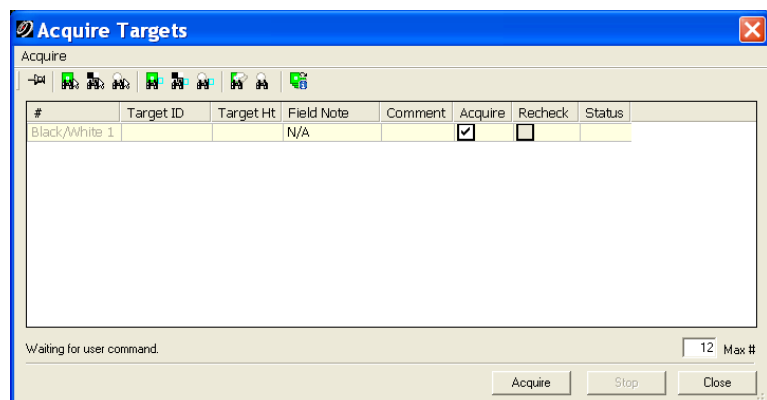 Acquire Targets
Acquire
# Target ID Target Ht Field Note Comment Acquire Recheck Status
Black/White 1 N/A
Waiting for user command. 12 Max #
Acquire Stop Close